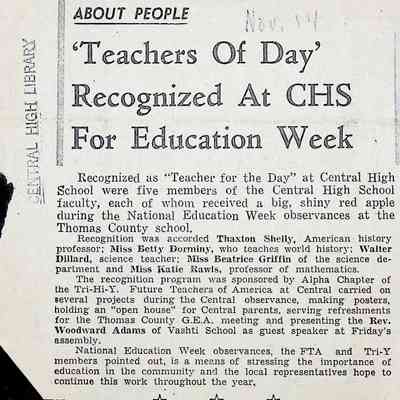 ABOUT PEOPLE
Nov. 14
CENTRAL HIGH LIBRARY
'Teachers Of Day'
Recognized At CHS
For Education Week
Recognized as "Teacher for the Day" at Central High
School were five members of the Central High School
faculty, each of whom received a big, shiny red apple
during the National Education Week observances at the
Thomas County school.
Recognition was accorded Thaxton Shelly, American history
professor; Miss Betty Dorminy, who teaches world history; Walter
Dillard, science teacher; Miss Beatrice Griffin of the science de-
partment and Miss Katie Rawls, professor of mathematics.
The recognition program was sponsored by Alpha Chapter of
the Tri-Hi-Y. Future Teachers of America at Central carried on
several projects during the Central observance, making posters,
holding an "open house" for Central parents, serving refreshments
for the Thomas County G.E.A. meeting and presenting the Rev.
Woodward Adams of Vashti School as guest speaker at Friday's
assembly.
National Education Week observances, the FTA and Tri-Y
members pointed out, is a means of stressing the importance of
education in the community and the local representatives hope to
continue this work throughout the year.